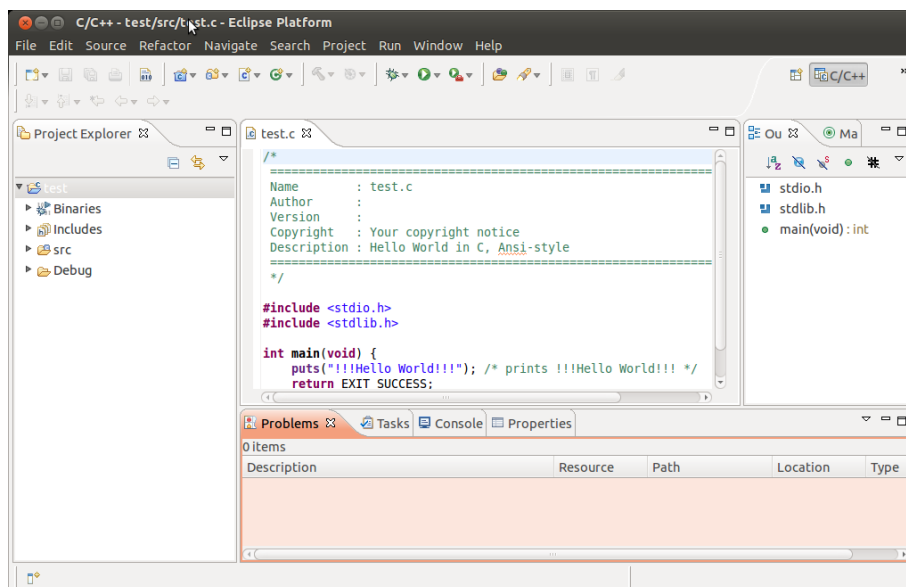 C/C++ - test/src/test.c - Eclipse Platform
File Edit Source Refactor Navigate Search Project Run Window Help
C/C++
Project Explorer
test
Binaries
Includes
src
Debug
test.c
/*
============================================================
Name : test.c
Author :
Version :
Copyright : Your copyright notice
Description : Hello World in C, Ansi-style
============================================================
*/
#include <stdio.h>
#include <stdlib.h>
int main(void) {
puts("!!!Hello World!!!"); /* prints !!!Hello World!!! */
return EXIT SUCCESS;
Ou Ma
stdio.h
stdlib.h
main(void) : int
Problems Tasks Console Properties
0 items
Description Resource Path Location Type